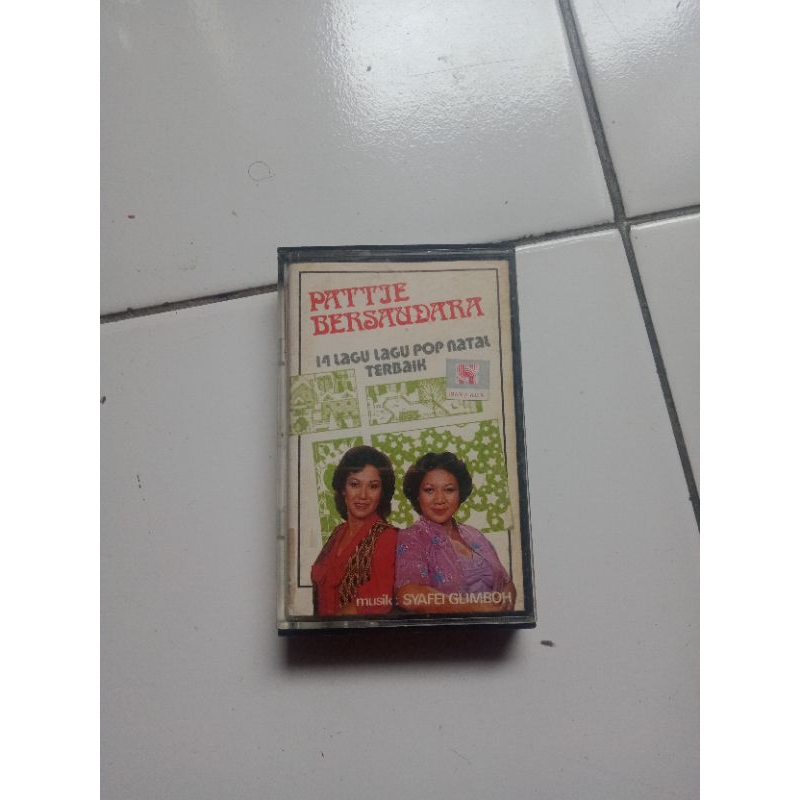 PATTIE
BERSAUDARA
14 LAGU LAGU POP NATAL
TERBAIK
musik: SYAFEI GLIMBOH